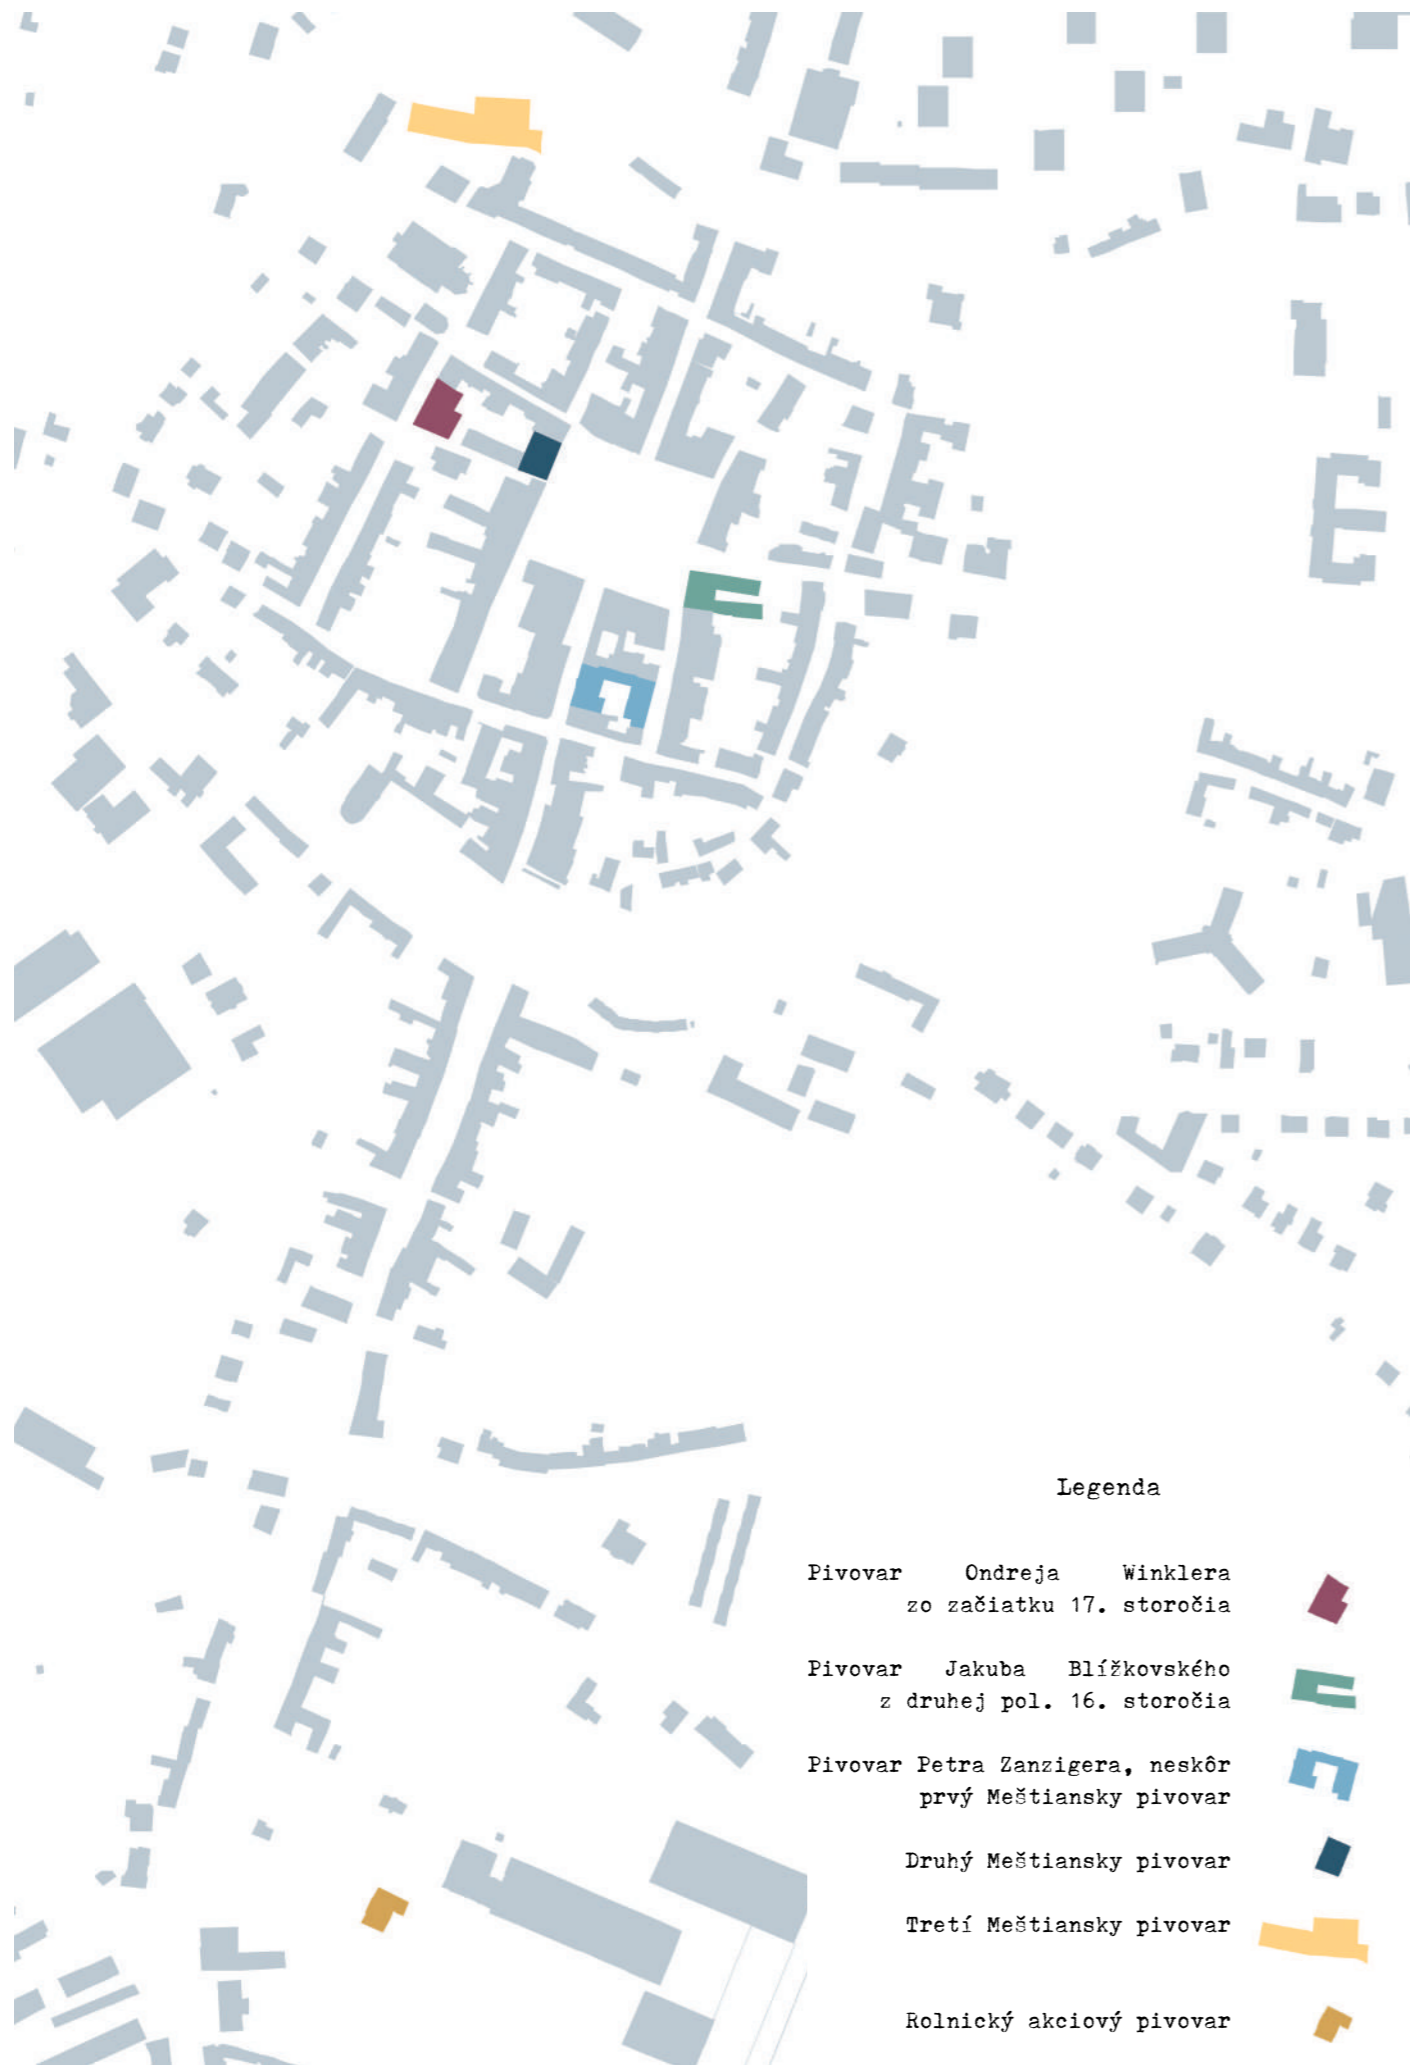 Legenda
Pivovar Ondreja Winklera
zo začiatku 17. storočia
Pivovar Jakuba Blížkovského
z druhej pol. 16. storočia
Pivovar Petra Zanzigera, neskôr
prvý Meštiansky pivovar
Druhý Meštiansky pivovar
Tretí Meštiansky pivovar
Rolnický akciový pivovar